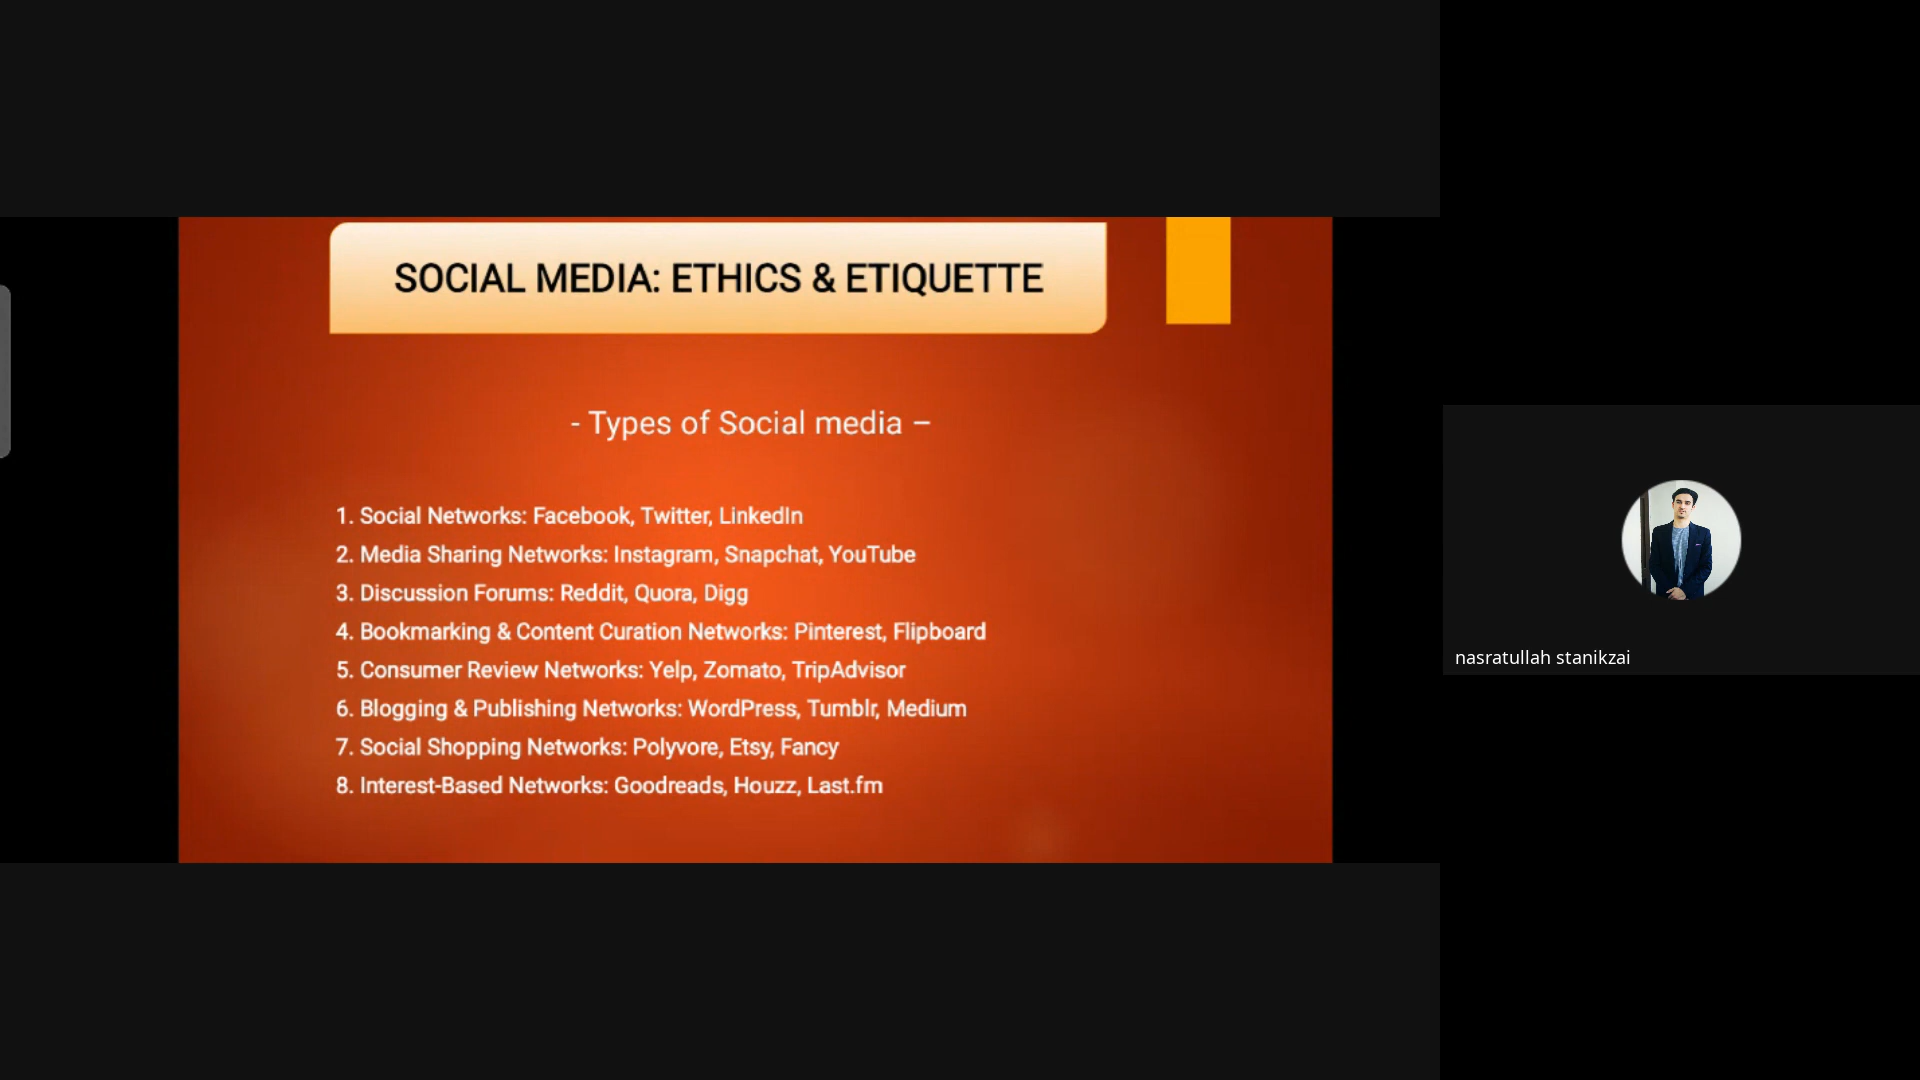 SOCIAL MEDIA: ETHICS & ETIQUETTE
- Types of Social media –
1. Social Networks: Facebook, Twitter, LinkedIn
2. Media Sharing Networks: Instagram, Snapchat, YouTube
3. Discussion Forums: Reddit, Quora, Digg
4. Bookmarking & Content Curation Networks: Pinterest, Flipboard
5. Consumer Review Networks: Yelp, Zomato, TripAdvisor
6. Blogging & Publishing Networks: WordPress, Tumblr, Medium
7. Social Shopping Networks: Polyvore, Etsy, Fancy
8. Interest-Based Networks: Goodreads, Houzz, Last.fm
nasratullah stanikzai